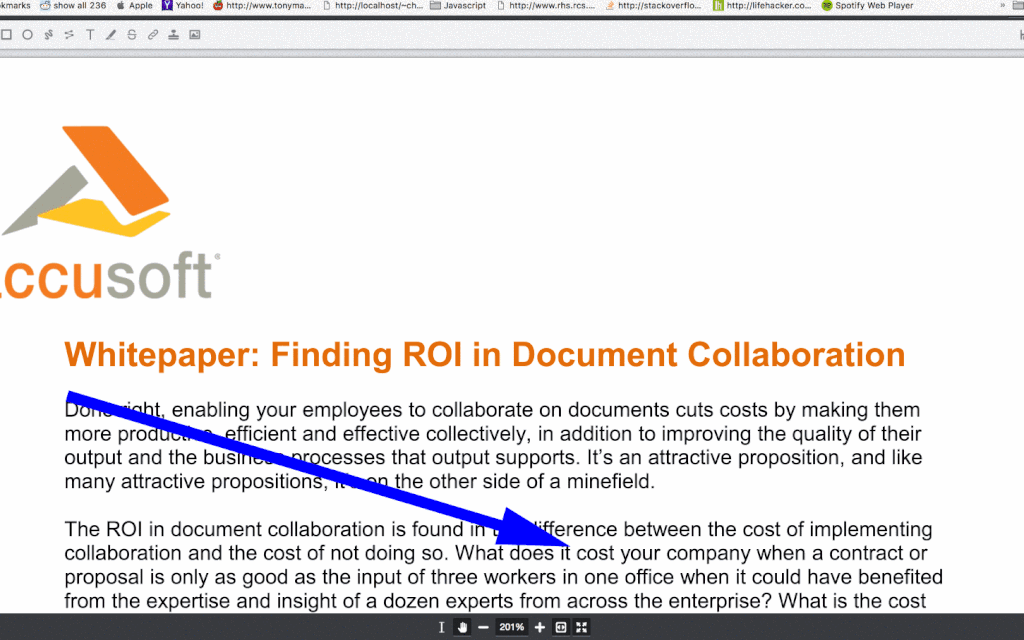 kmarks show all 236 Apple Yahoo! http://www.tonyma... http://localhost/~ch... Javascript http://www.rhs.rcs.... http://stackoverflo... http://lifehacker.co... Spotify Web Player »
T S
ccusoft
Whitepaper: Finding ROI in Document Collaboration
Done right, enabling your employees to collaborate on documents cuts costs by making them
more productive, efficient and effective collectively, in addition to improving the quality of their
output and the business processes that output supports. It’s an attractive proposition, and like
many attractive propositions, it’s on the other side of a minefield.
The ROI in document collaboration is found in the difference between the cost of implementing
collaboration and the cost of not doing so. What does it cost your company when a contract or
proposal is only as good as the input of three workers in one office when it could have benefited
from the expertise and insight of a dozen experts from across the enterprise? What is the cost
201%